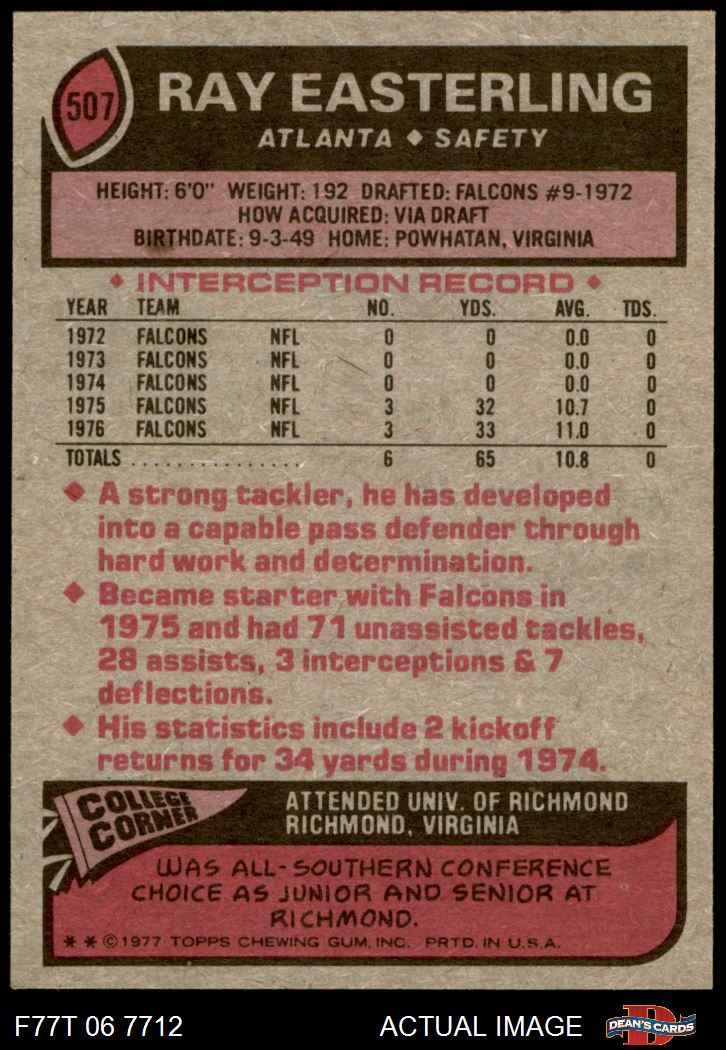 507
RAY EASTERLING
ATLANTA ◆ SAFETY
HEIGHT: 6'0" WEIGHT: 192 DRAFTED: FALCONS #9-1972
HOW ACQUIRED: VIA DRAFT
BIRTHDATE: 9-3-49 HOME: POWHATAN, VIRGINIA
◆ INTERCEPTION RECORD ◆
YEAR TEAM NO. YDS. AVG. TDS.
1972 FALCONS NFL 0 0 0.0 0
1973 FALCONS NFL 0 0 0.0 0
1974 FALCONS NFL 0 0 0.0 0
1975 FALCONS NFL 3 32 10.7 0
1976 FALCONS NFL 3 33 11.0 0
TOTALS ................ 6 65 10.8 0
◆ A strong tackler, he has developed
into a capable pass defender through
hard work and determination.
◆ Became starter with Falcons in
1975 and had 71 unassisted tackles,
28 assists, 3 interceptions & 7
deflections.
◆ His statistics include 2 kickoff
returns for 34 yards during 1974.
COLLEGE
CORNER
ATTENDED UNIV. OF RICHMOND
RICHMOND, VIRGINIA
WAS ALL-SOUTHERN CONFERENCE
CHOICE AS JUNIOR AND SENIOR AT
RICHMOND.
* * © 1977 TOPPS CHEWING GUM, INC. PRTD. IN U.S.A.
F77T 06 7712 ACTUAL IMAGE
D
DEAN'S CARDS